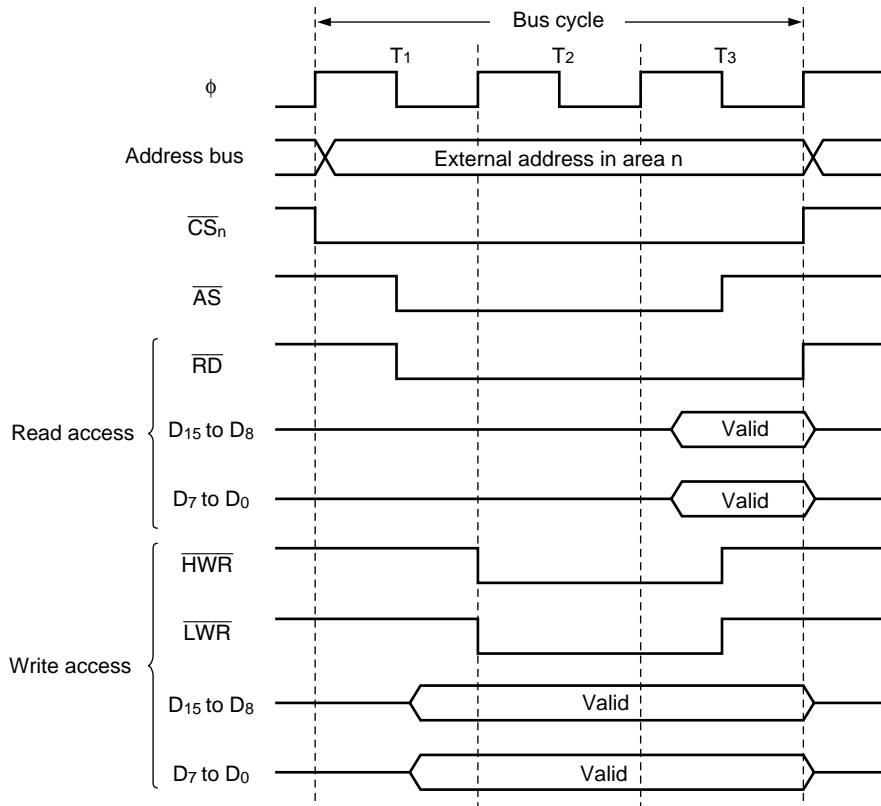 Bus cycle
T1 T2 T3
ϕ
Address bus External address in area n
CSn
AS
RD
Read access
D15 to D8 Valid
D7 to D0 Valid
HWR
LWR
Write access
D15 to D8 Valid
D7 to D0 Valid